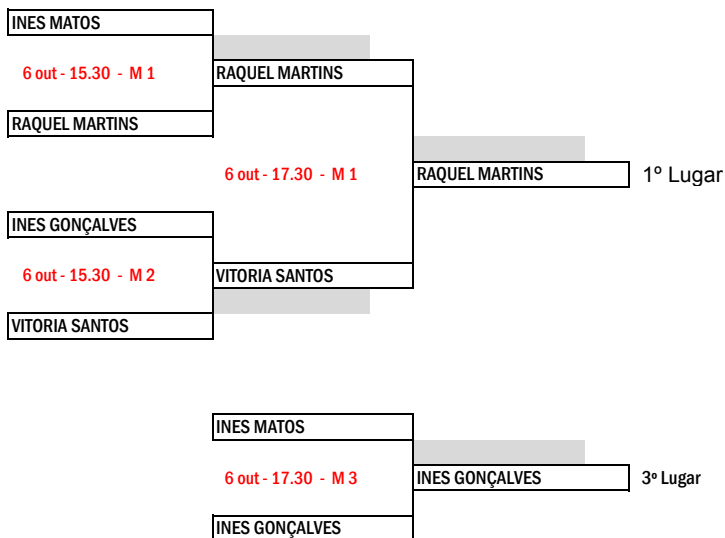 INES MATOS
6 out - 15.30 - M 1
RAQUEL MARTINS
RAQUEL MARTINS
6 out - 17.30 - M 1
RAQUEL MARTINS
1º Lugar
INES GONÇALVES
6 out - 15.30 - M 2
VITORIA SANTOS
VITORIA SANTOS
INES MATOS
6 out - 17.30 - M 3
INES GONÇALVES
3º Lugar
INES GONÇALVES